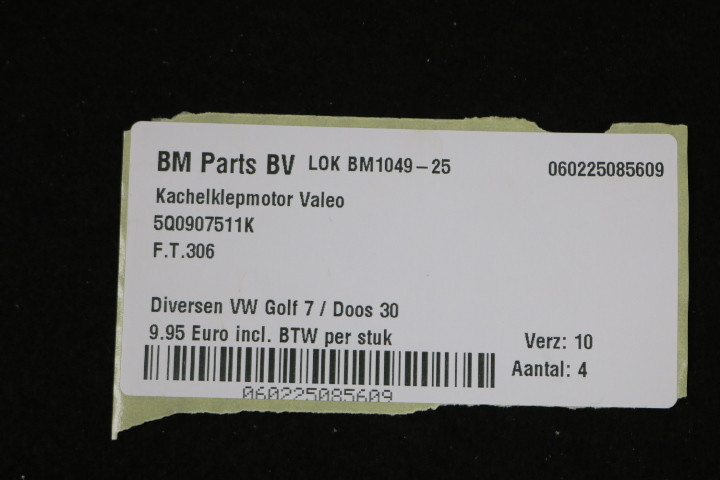 BM Parts BV LOK BM1049-25 060225085609
Kachelklepmotor Valeo
5Q0907511K
F.T.306
Diversen VW Golf 7 / Doos 30
9.95 Euro incl. BTW per stuk Verz: 10
Aantal: 4
060225085609